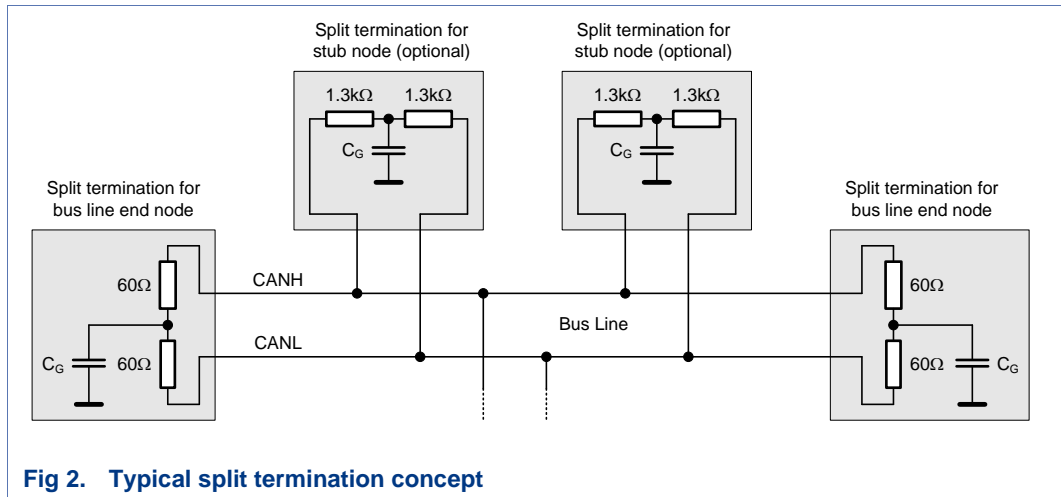 Split termination for
stub node (optional)
Split termination for
stub node (optional)
1.3kΩ 1.3kΩ
1.3kΩ 1.3kΩ
CG
CG
Split termination for
bus line end node
Split termination for
bus line end node
60Ω
CANH
60Ω
Bus Line
CG
60Ω
CANL
60Ω
CG
Fig 2. Typical split termination concept